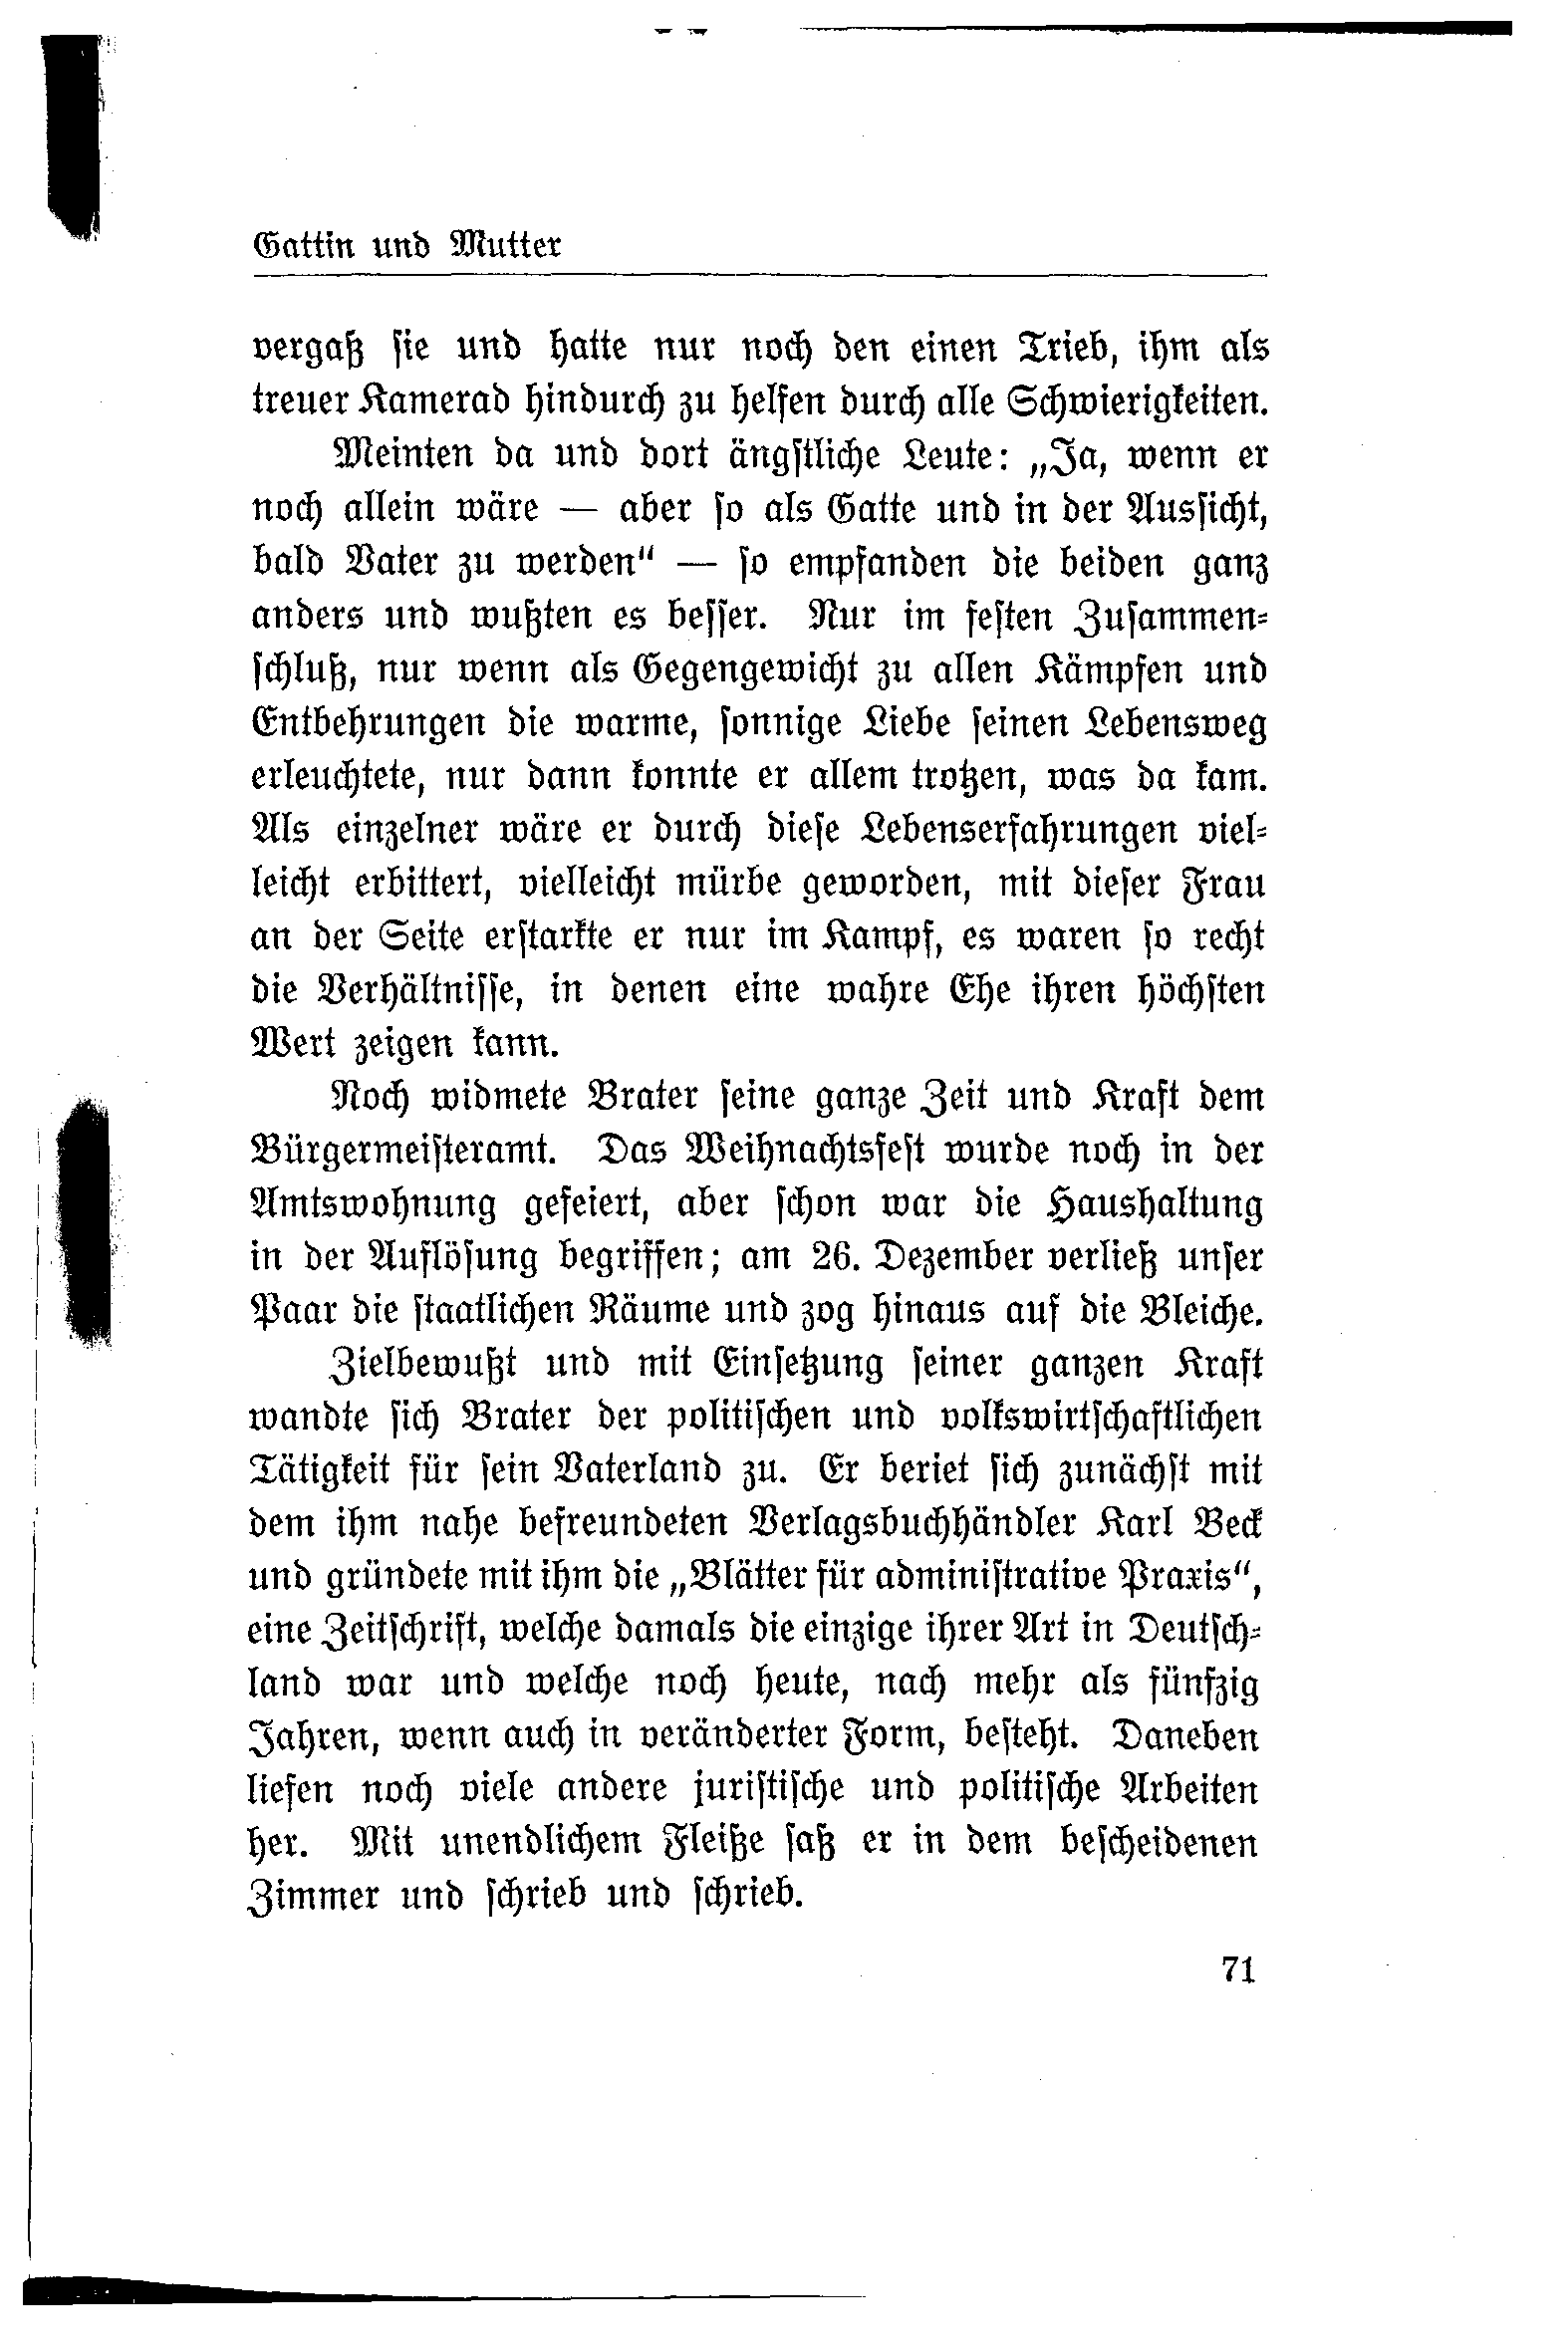 Gattin und Mutter
vergaß sie und hatte nur noch den einen Trieb, ihm als
treuer Kamerad hindurch zu helfen durch alle Schwierigkeiten.
Meinten da und dort ängstliche Leute: „Ja, wenn er
noch allein wäre — aber so als Gatte und in der Aussicht,
bald Vater zu werden“ — so empfanden die beiden ganz
anders und wußten es besser. Nur im festen Zusammen-
schluß, nur wenn als Gegengewicht zu allen Kämpfen und
Entbehrungen die warme, sonnige Liebe seinen Lebensweg
erleuchtete, nur dann konnte er allem trotzen, was da kam.
Als einzelner wäre er durch diese Lebenserfahrungen viel-
leicht erbittert, vielleicht mürbe geworden, mit dieser Frau
an der Seite erstarkte er nur im Kampf, es waren so recht
die Verhältnisse, in denen eine wahre Ehe ihren höchsten
Wert zeigen kann.
Noch widmete Brater seine ganze Zeit und Kraft dem
Bürgermeisteramt. Das Weihnachtsfest wurde noch in der
Amtswohnung gefeiert, aber schon war die Haushaltung
in der Auflösung begriffen; am 26. Dezember verließ unser
Paar die staatlichen Räume und zog hinaus auf die Bleiche.
Zielbewußt und mit Einsetzung seiner ganzen Kraft
wandte sich Brater der politischen und volkswirtschaftlichen
Tätigkeit für sein Vaterland zu. Er beriet sich zunächst mit
dem ihm nahe befreundeten Verlagsbuchhändler Karl Beck
und gründete mit ihm die „Blätter für administrative Praxis“,
eine Zeitschrift, welche damals die einzige ihrer Art in Deutsch-
land war und welche noch heute, nach mehr als fünfzig
Jahren, wenn auch in veränderter Form, besteht. Daneben
liefen noch viele andere juristische und politische Arbeiten
her. Mit unendlichem Fleiße saß er in dem bescheidenen
Zimmer und schrieb und schrieb.
71